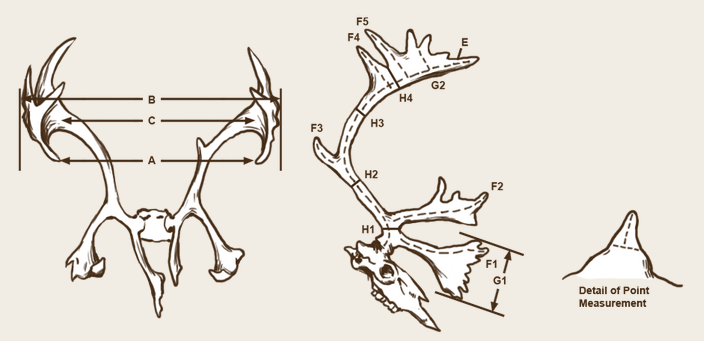 B
C
A
F5
F4
E
G2
H4
H3
F3
H2
F2
H1
F1
G1
Detail of Point
Measurement